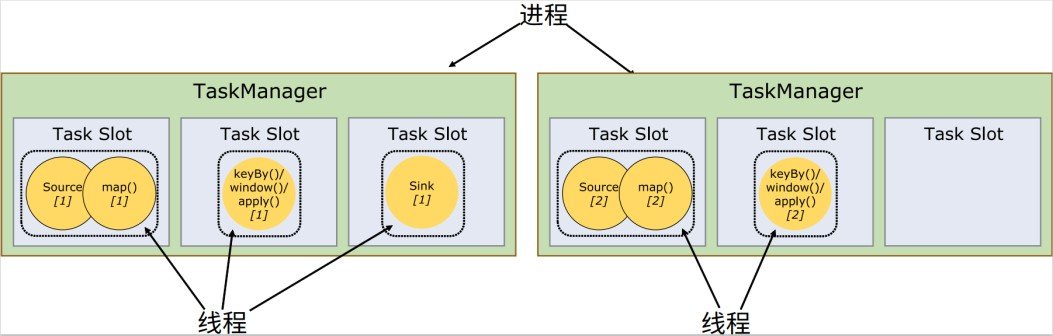 进程
TaskManager
TaskManager
Task Slot
Task Slot
Task Slot
Task Slot
Task Slot
Task Slot
Source
[1]
map()
[1]
keyBy()/
window()/
apply()
[1]
Sink
[1]
Source
[2]
map()
[2]
keyBy()/
window()/
apply()
[2]
线程
线程